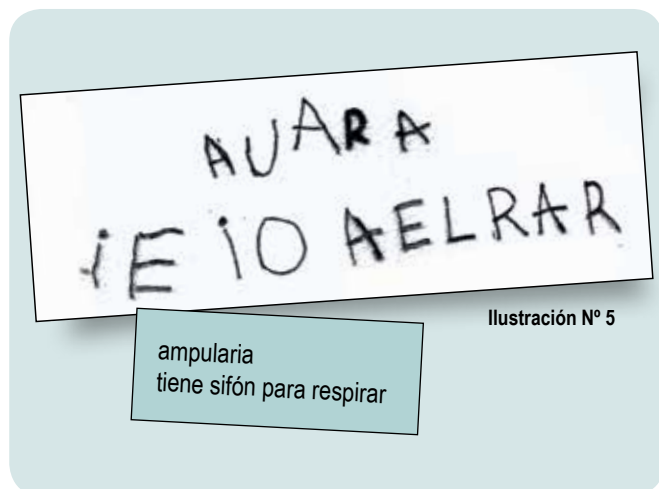 AUARA
iE iO AELRAR
Ilustración Nº 5
ampularia
tiene sifón para respirar